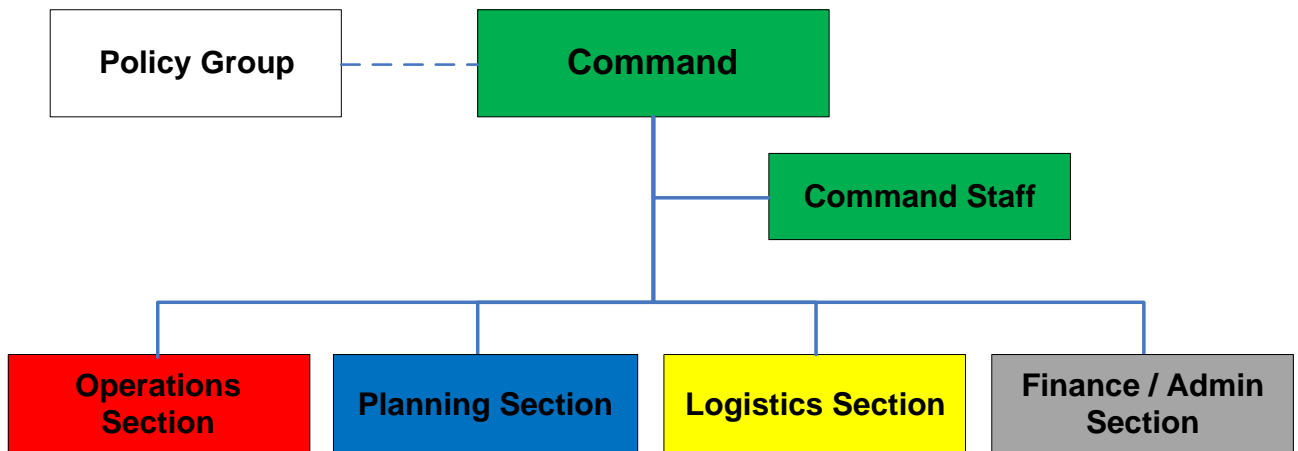 Policy Group
Command
Command Staff
Operations
Section
Planning Section
Logistics Section
Finance / Admin
Section